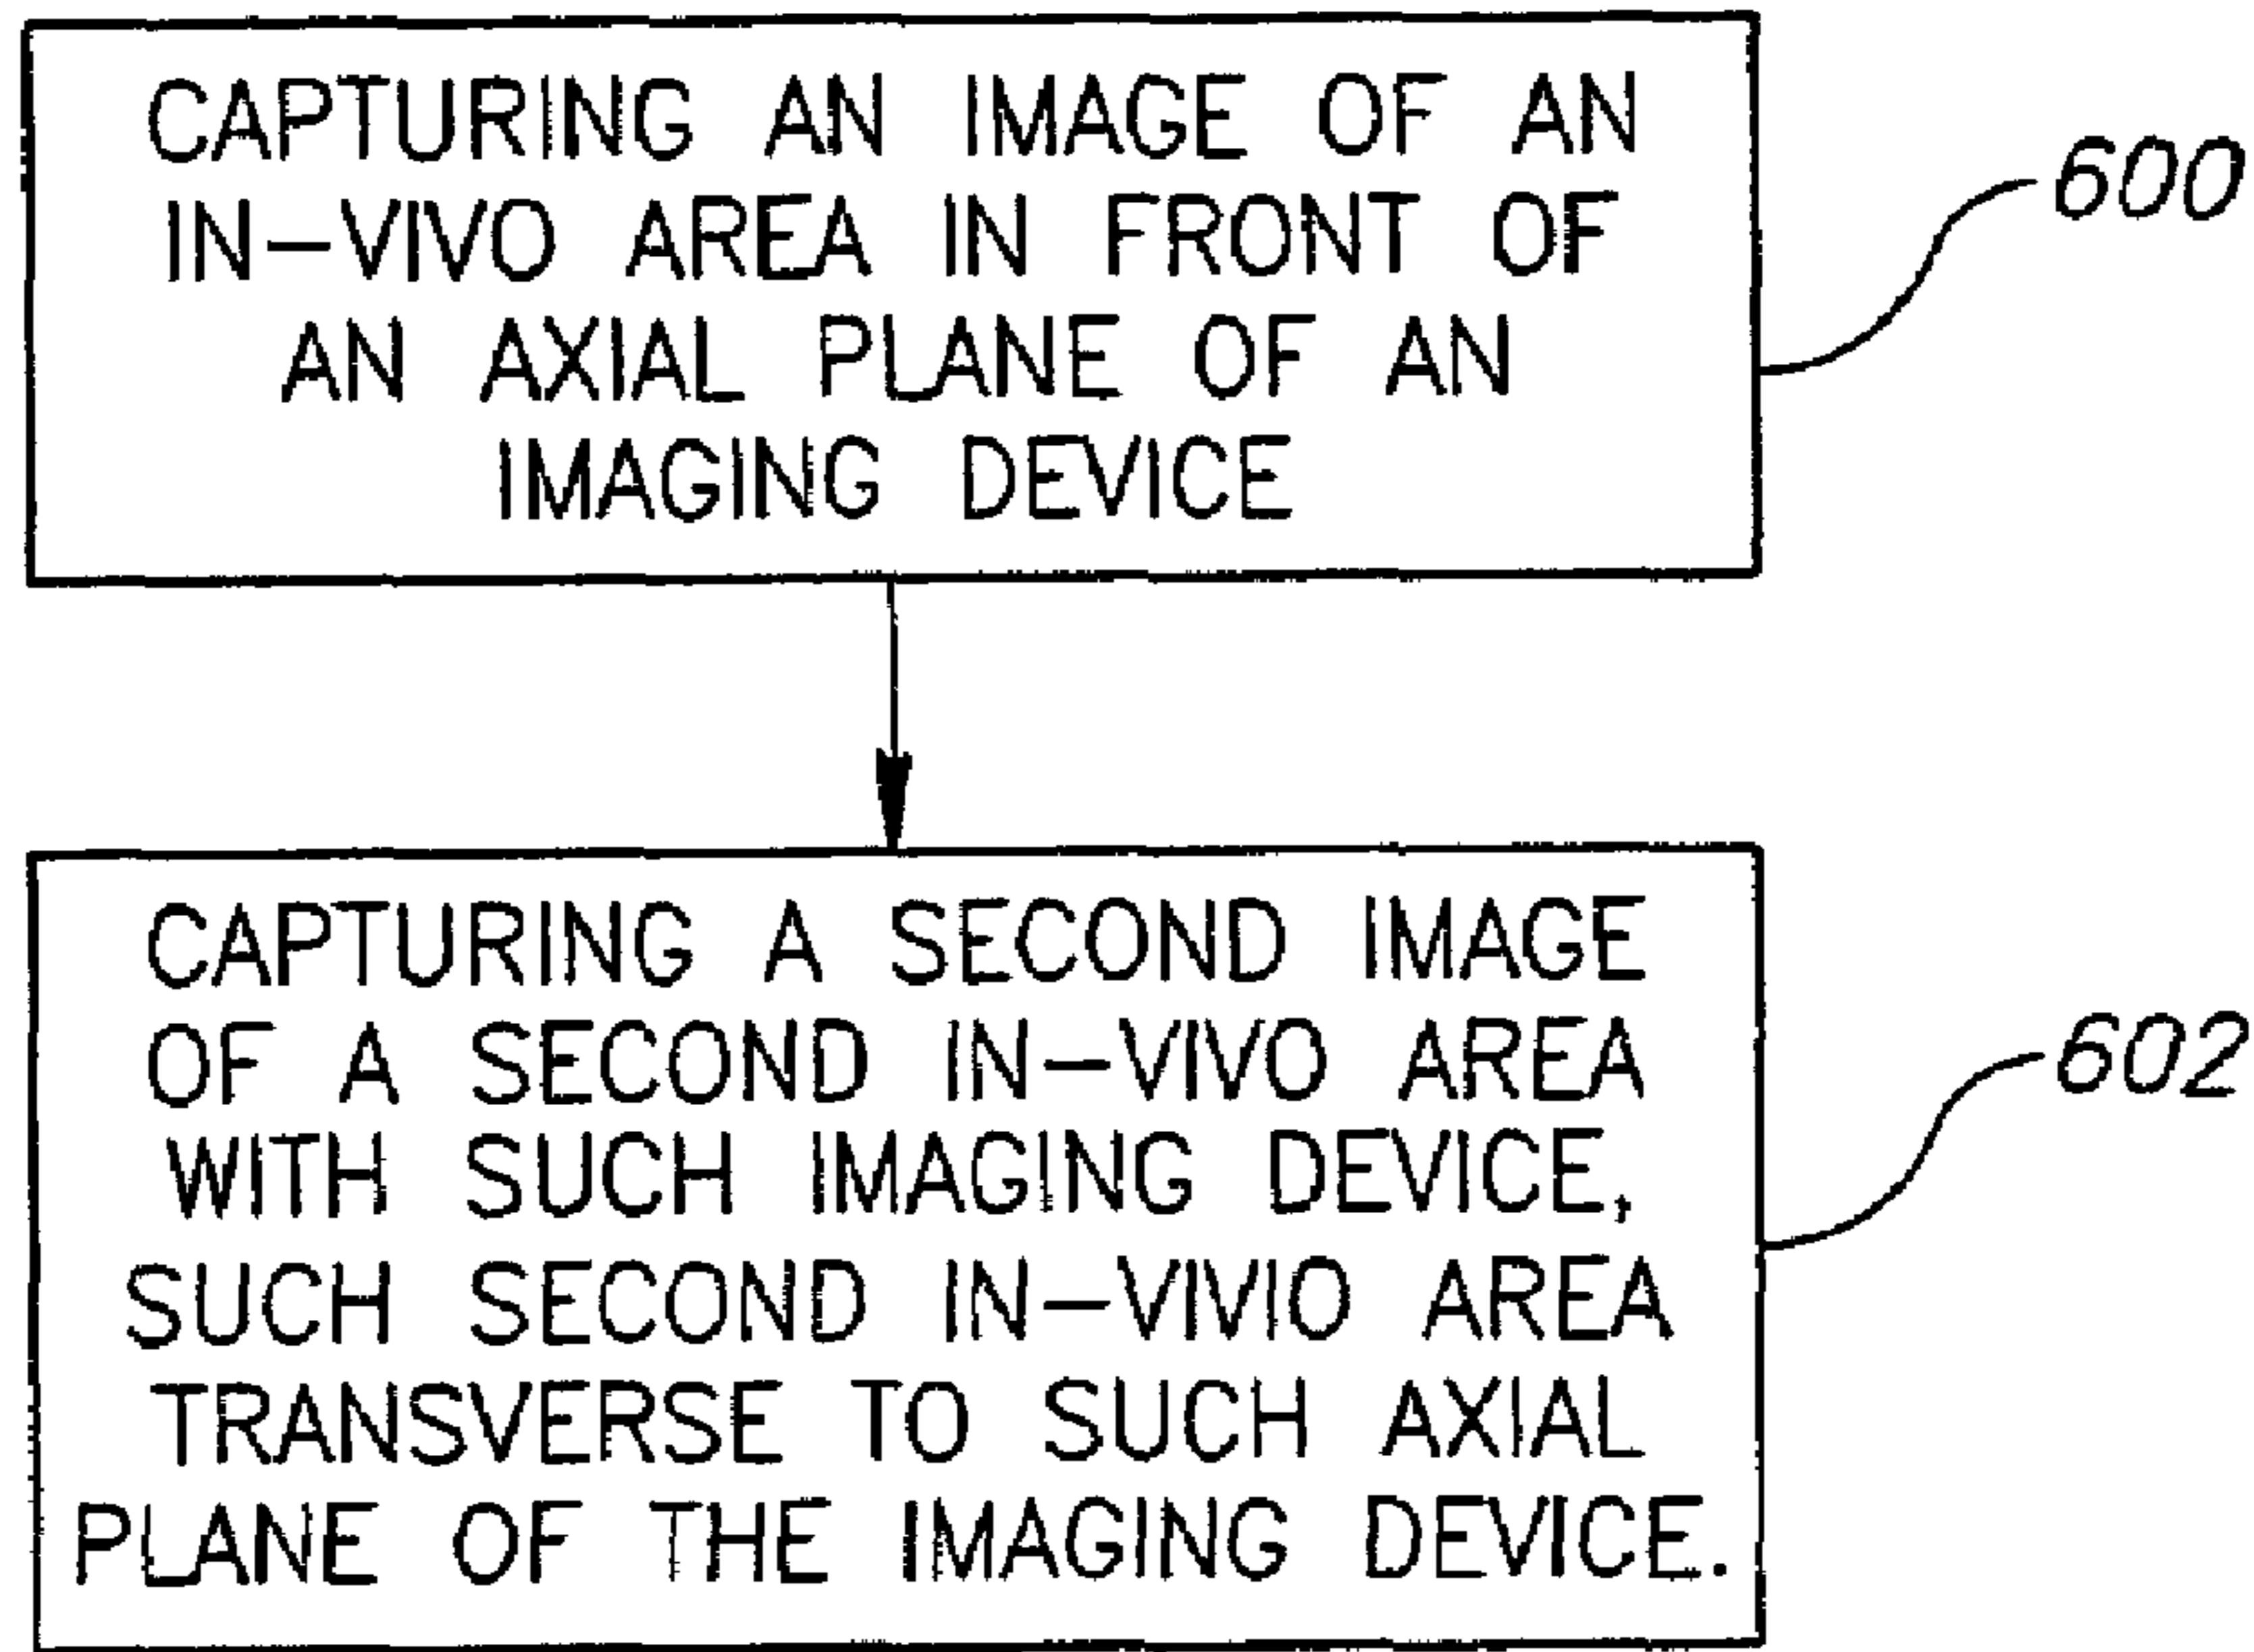 CAPTURING AN IMAGE OF AN
IN-VIVO AREA IN FRONT OF
AN AXIAL PLANE OF AN
IMAGING DEVICE
600
CAPTURING A SECOND IMAGE
OF A SECOND IN-VIVO AREA
WITH SUCH IMAGING DEVICE,
SUCH SECOND IN-VIVIO AREA
TRANSVERSE TO SUCH AXIAL
PLANE OF THE IMAGING DEVICE.
602